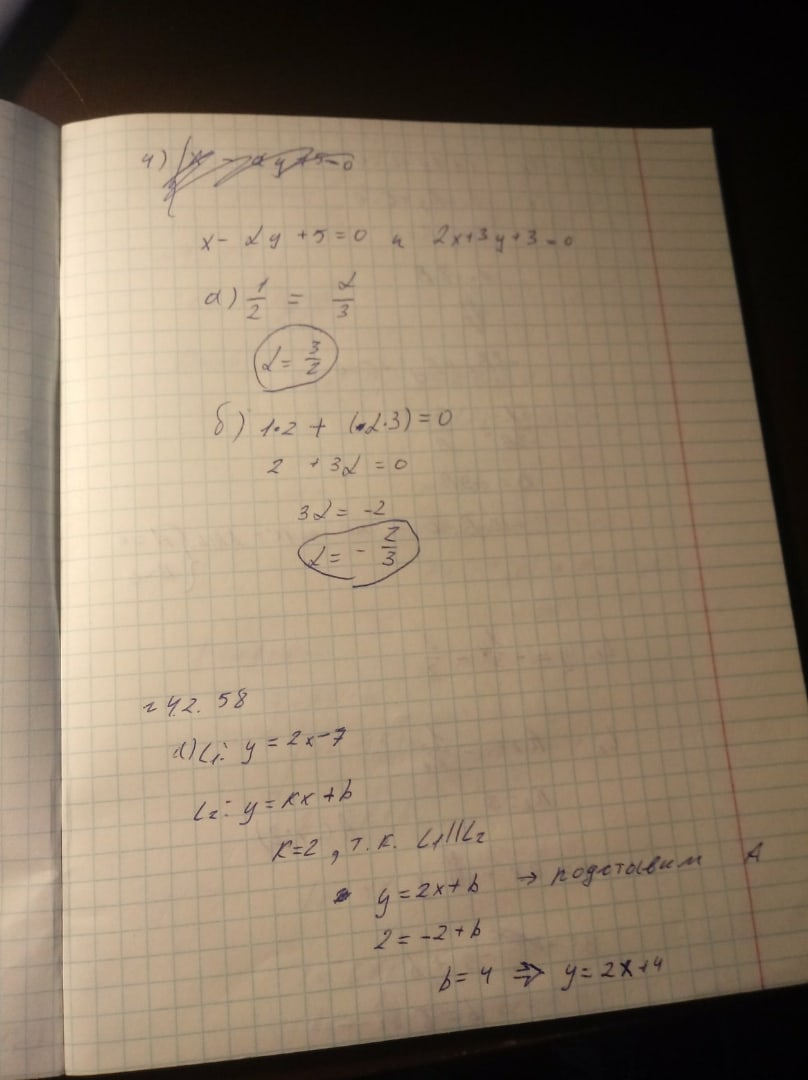 4)
x - αy + 5 = 0 и 2x+3y+3=0
а) 1/2 = α/3
α = 3/2
б) 1·2 + (α·3) = 0
2 + 3α = 0
3α = -2
α = - 2/3
4.2. 58
а) L₁: y = 2x-7
L₂: y = kx+b
k=2, т.к. L₁||L₂
y = 2x+b → подставим A
2 = -2+b
b = 4 => y = 2x+4